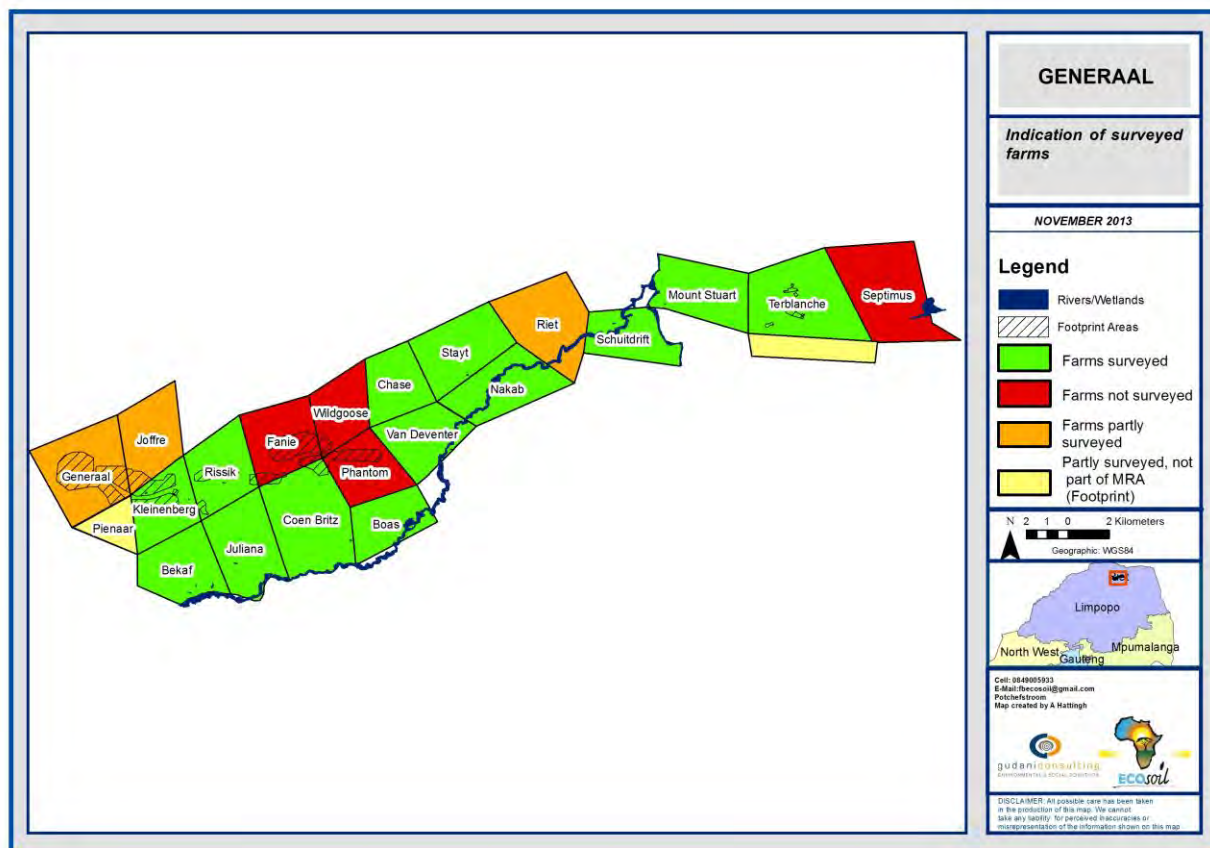 GENERAAL
Indication of surveyed
farms
NOVEMBER 2013
Legend
Rivers/Wetlands
Footprint Areas
Farms surveyed
Farms not surveyed
Farms partly
surveyed
Partly surveyed, not
part of MRA
(Footprint)
N
2 1 0 2 Kilometers
Geographic: WGS84
Limpopo
North West
Gauteng
Mpumalanga
Cell: 0849005933
E-Mail:fbecosoil@gmail.com
Potchefstroom
Map created by A Hattingh
gudaniconsulting
ENVIRONMENTAL & SOCIAL SCIENTISTS
ECOsoil
DISCLAIMER: All possible care has been taken
in the production of this map. We cannot
take any liability for perceived inaccuracies or
misrepresentation of the information shown on this map
Septimus
Mount Stuart
Terblanche
Riet
Schuitdrift
Stayt
Chase
Nakab
Wildgoose
Fanie
Van Deventer
Joffre
Rissik
Phantom
Generaal
Kleinenberg
Pienaar
Coen Britz
Boas
Juliana
Bekaf